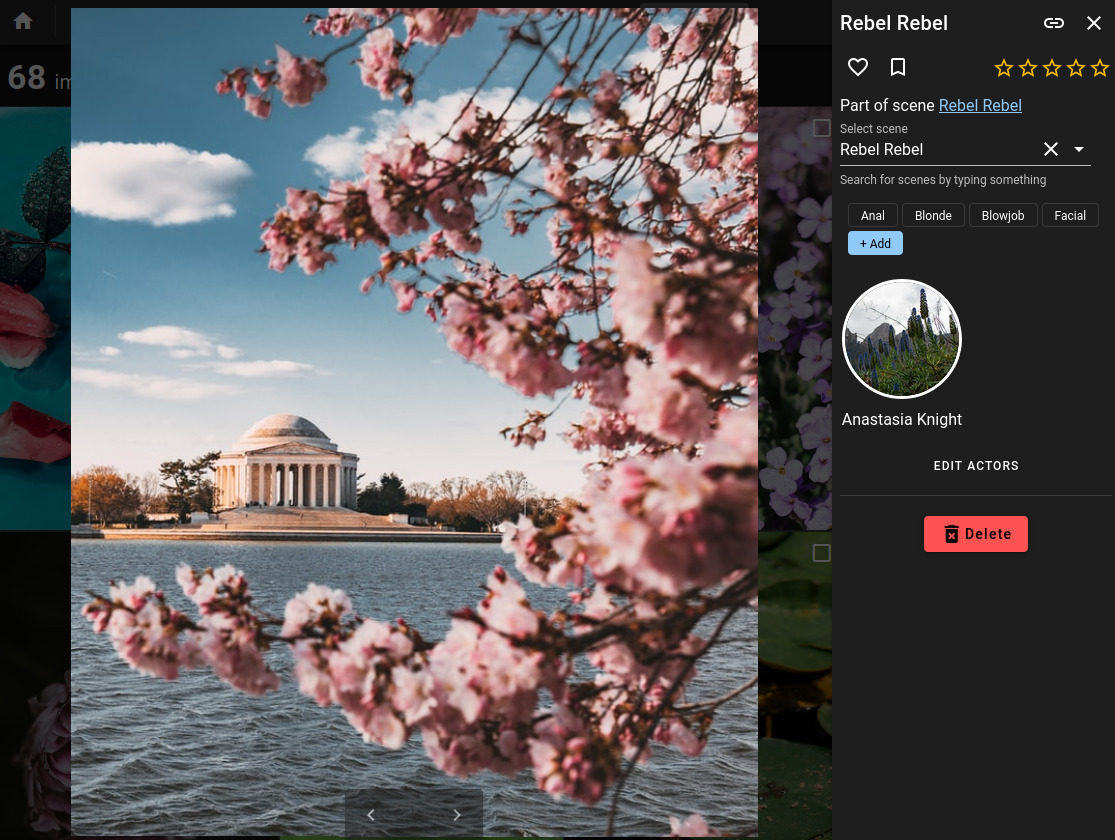 68 im
Rebel Rebel
Part of scene Rebel Rebel
Select scene
Rebel Rebel
Search for scenes by typing something
Anal Blonde Blowjob Facial
+ Add
Anastasia Knight
EDIT ACTORS
Delete